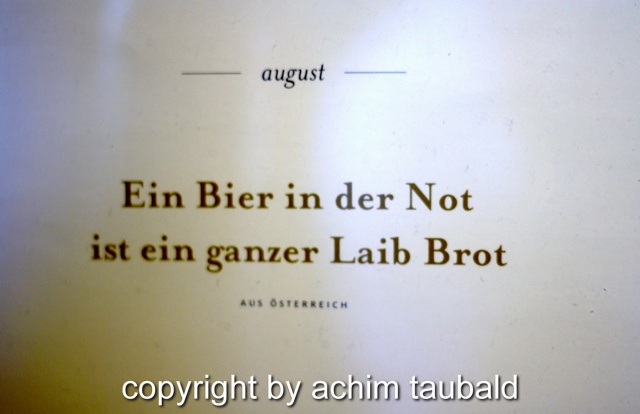 august
Ein Bier in der Not
ist ein ganzer Laib Brot
AUS ÖSTERREICH
copyright by achim taubald